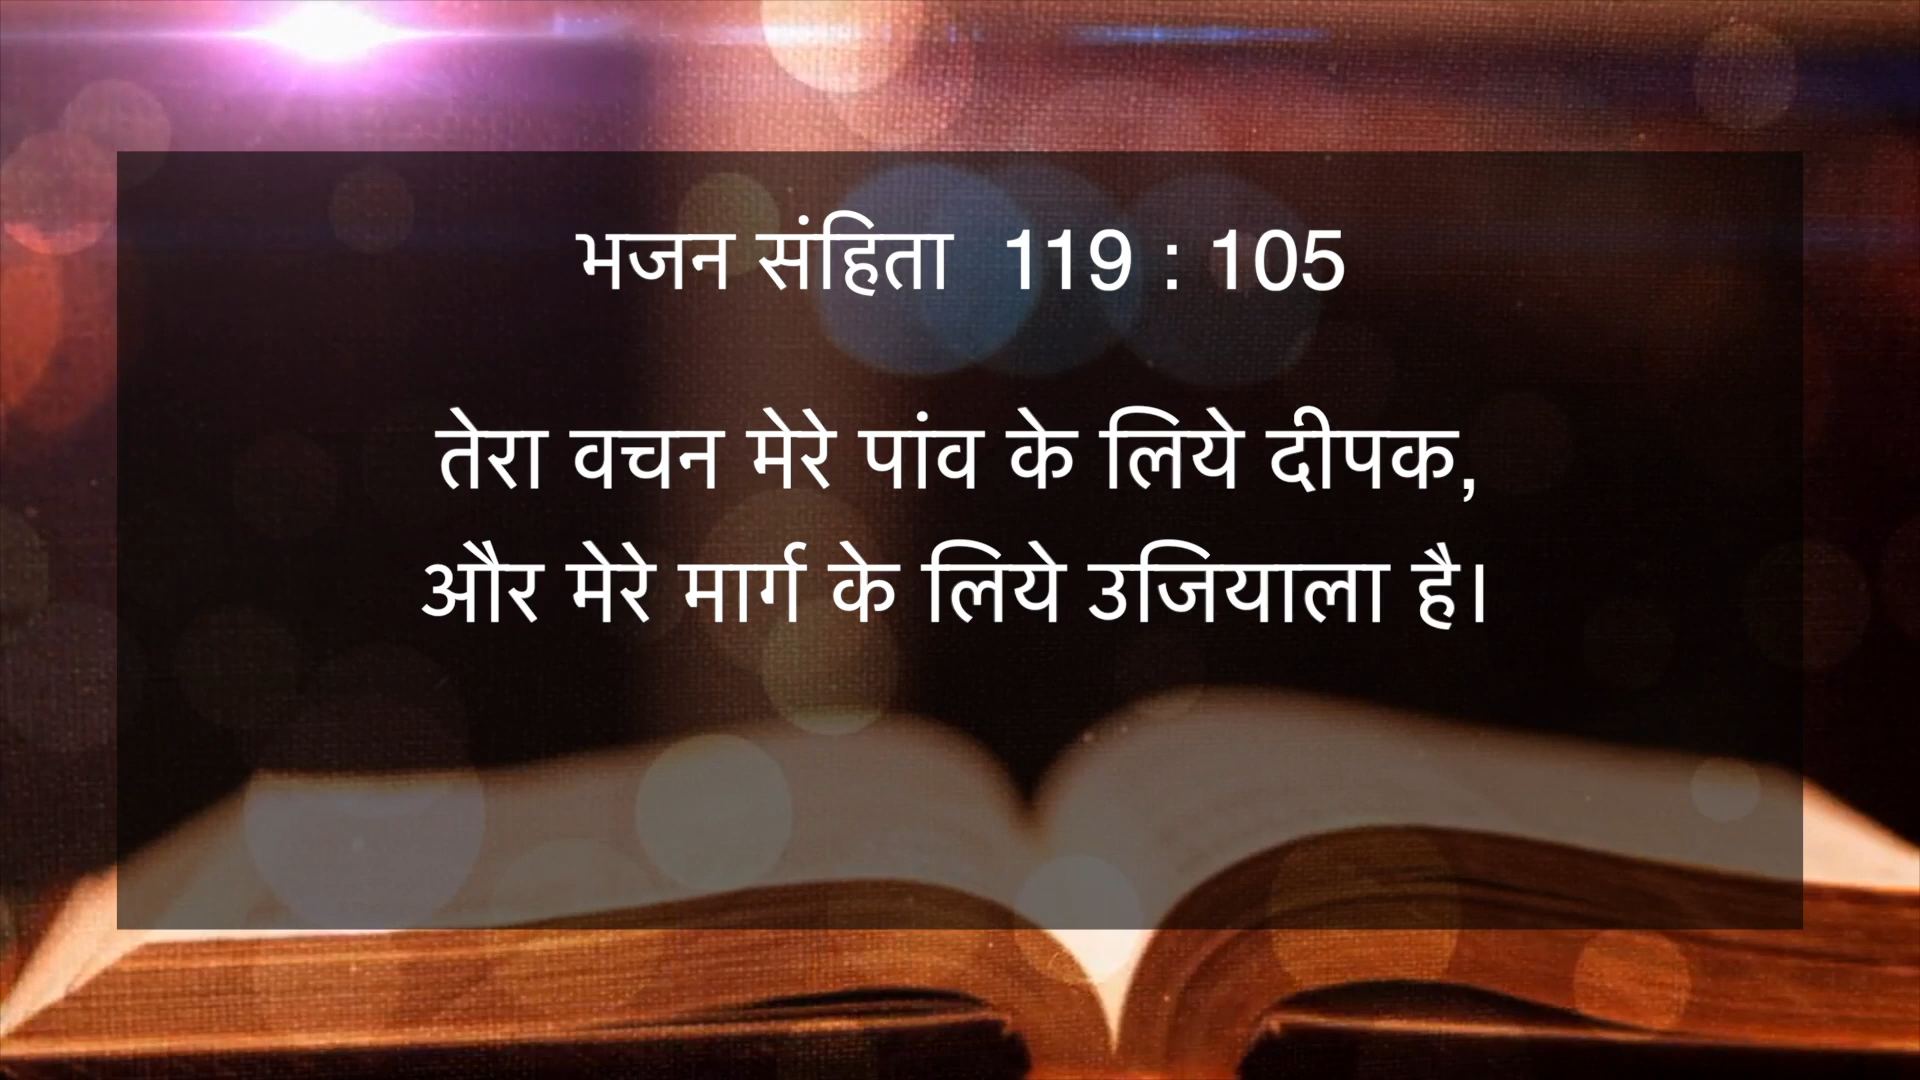 भजन संहिता  119 : 105
तेरा वचन मेरे पांव के लिये दीपक,
और मेरे मार्ग के लिये उजियाला है।